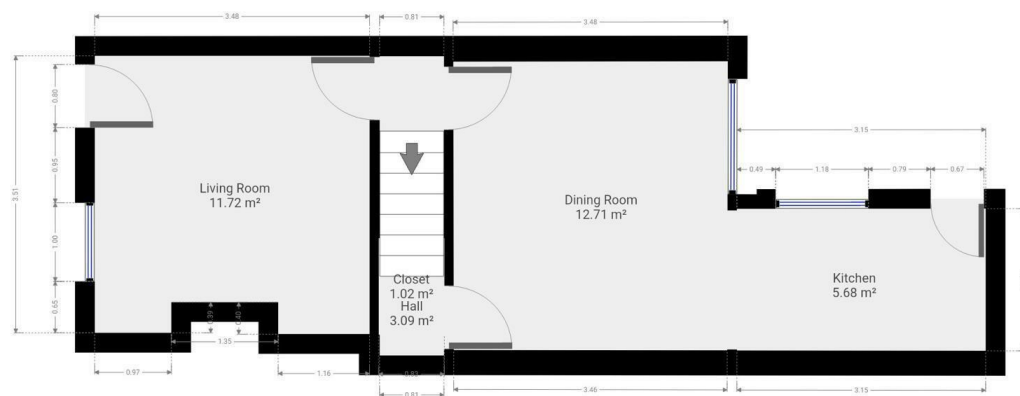 3.48
0.81
3.48
0.80
3.15
0.95
0.49
1.18
0.79
0.67
3.51
Living Room
11.72 m²
Dining Room
12.71 m²
1.00
Closet
1.02 m²
Hall
3.09 m²
Kitchen
5.68 m²
0.65
0.39
0.40
1.35
0.97
1.16
0.82
3.46
3.15
0.81